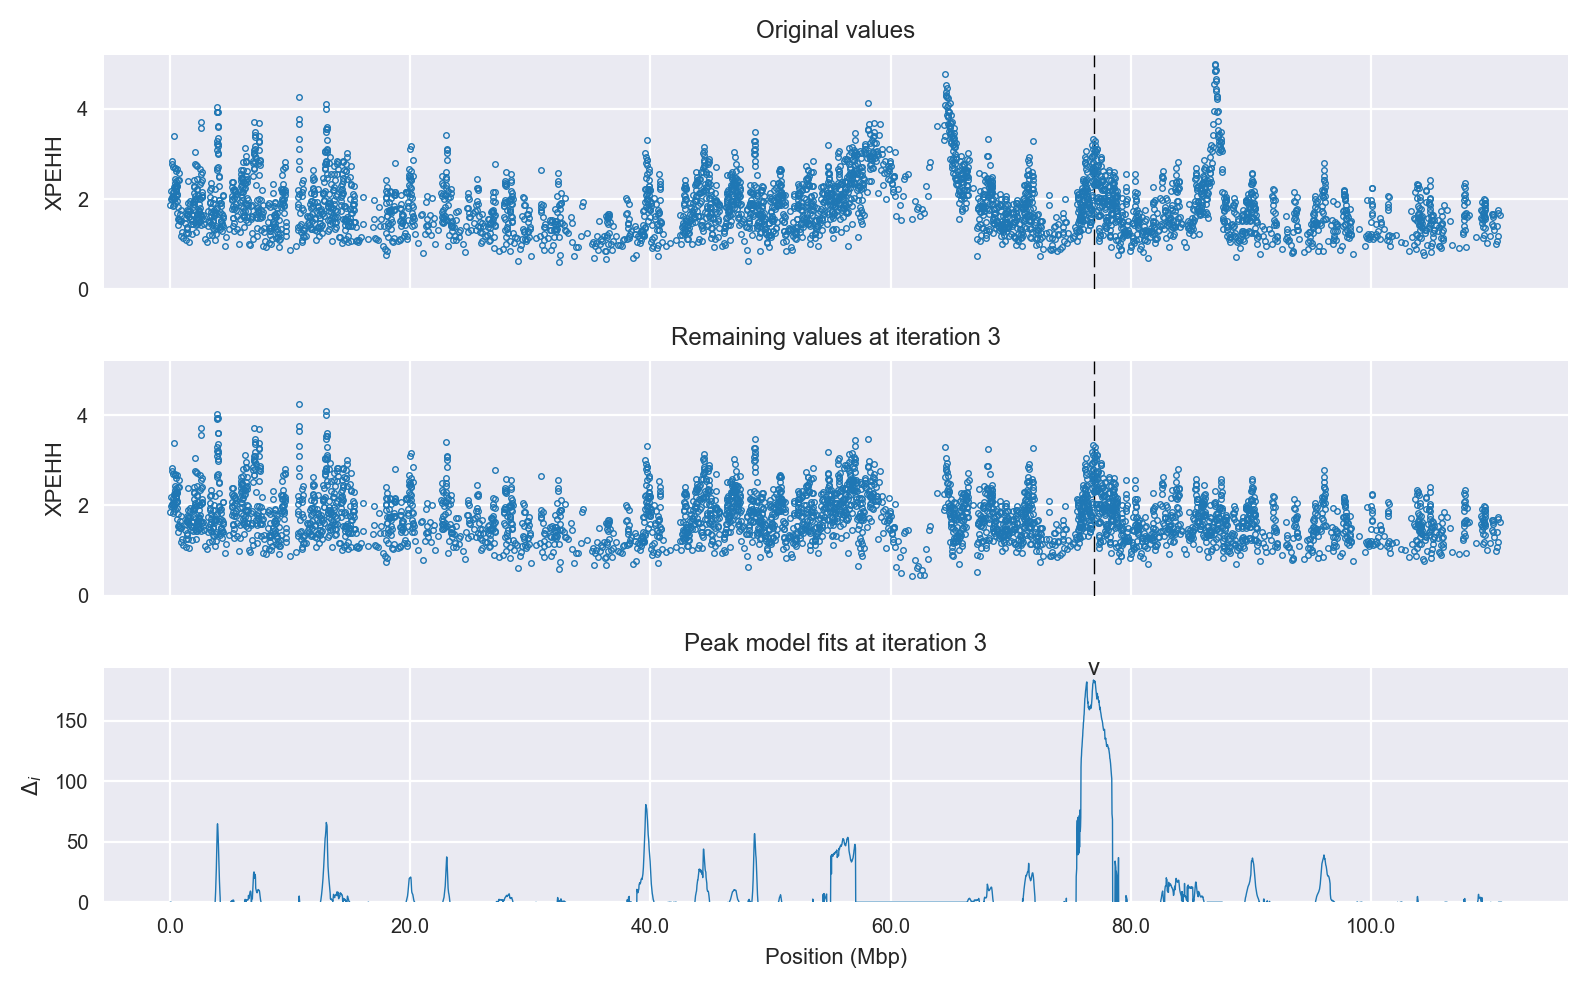 Original values
XPEHH
4
2
0
Remaining values at iteration 3
XPEHH
4
2
0
Peak model fits at iteration 3
v
Δi
150
100
50
0
0.0 20.0 40.0 60.0 80.0 100.0
Position (Mbp)